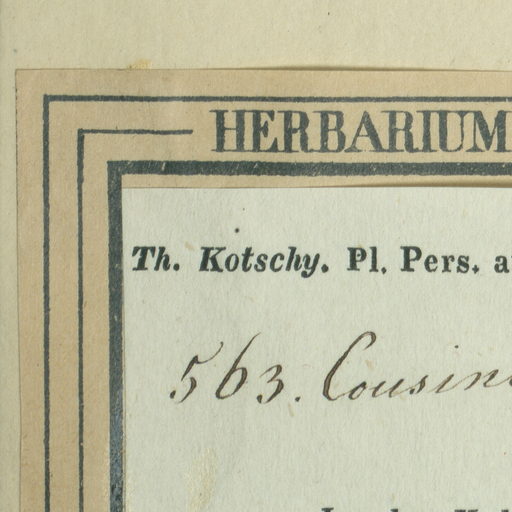 HERBARIUM
Th. Kotschy. Pl. Pers. a
563. Cousin